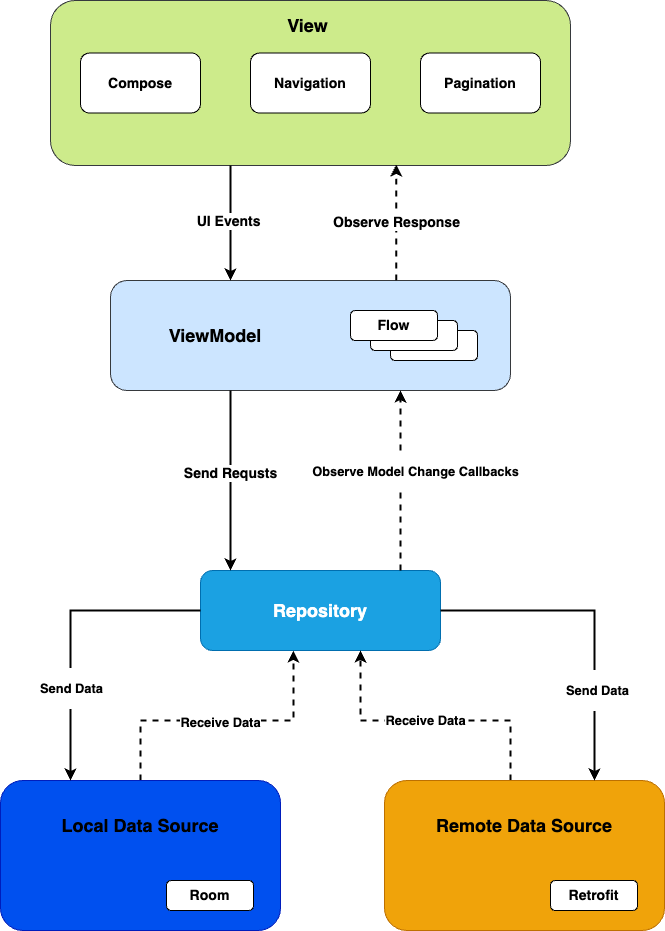 View
Compose
Navigation
Pagination
UI Events
Observe Response
ViewModel
Flow
Send Requsts
Observe Model Change Callbacks
Repository
Send Data
Send Data
Receive Data
Receive Data
Local Data Source
Remote Data Source
Room
Retrofit